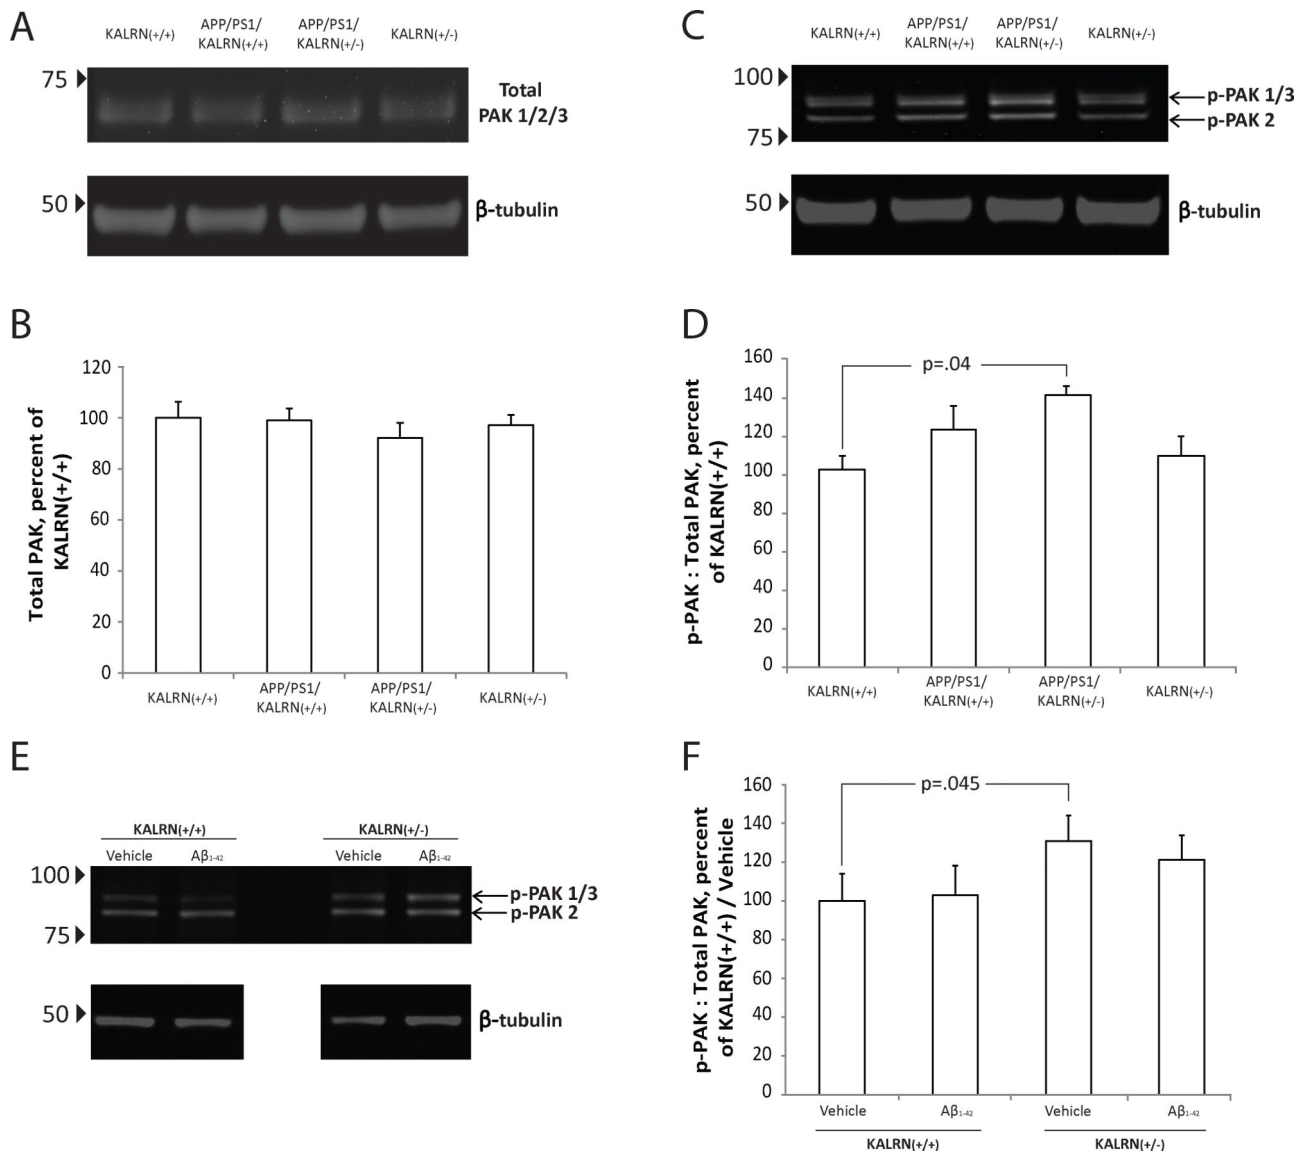 A
KALRN(+/+)
APP/PS1/
KALRN(+/+)
APP/PS1/
KALRN(+/-)
KALRN(+/-)
75
Total
PAK 1/2/3
50
β-tubulin
C
KALRN(+/+)
APP/PS1/
KALRN(+/+)
APP/PS1/
KALRN(+/-)
KALRN(+/-)
100
75
p-PAK 1/3
p-PAK 2
50
β-tubulin
B
Total PAK, percent of
KALRN(+/+)
120
100
80
60
40
20
0
KALRN(+/+)
APP/PS1/
KALRN(+/+)
APP/PS1/
KALRN(+/-)
KALRN(+/-)
D
p-PAK : Total PAK, percent
of KALRN(+/+)
160
140
120
100
80
60
40
20
0
p=.04
KALRN(+/+)
APP/PS1/
KALRN(+/+)
APP/PS1/
KALRN(+/-)
KALRN(+/-)
E
KALRN(+/+)
KALRN(+/-)
Vehicle
Aβ₁₋₄₂
Vehicle
Aβ₁₋₄₂
100
75
p-PAK 1/3
p-PAK 2
50
β-tubulin
F
p-PAK : Total PAK, percent
of KALRN(+/+) / Vehicle
160
140
120
100
80
60
40
20
0
p=.045
Vehicle
Aβ₁₋₄₂
Vehicle
Aβ₁₋₄₂
KALRN(+/+)
KALRN(+/-)